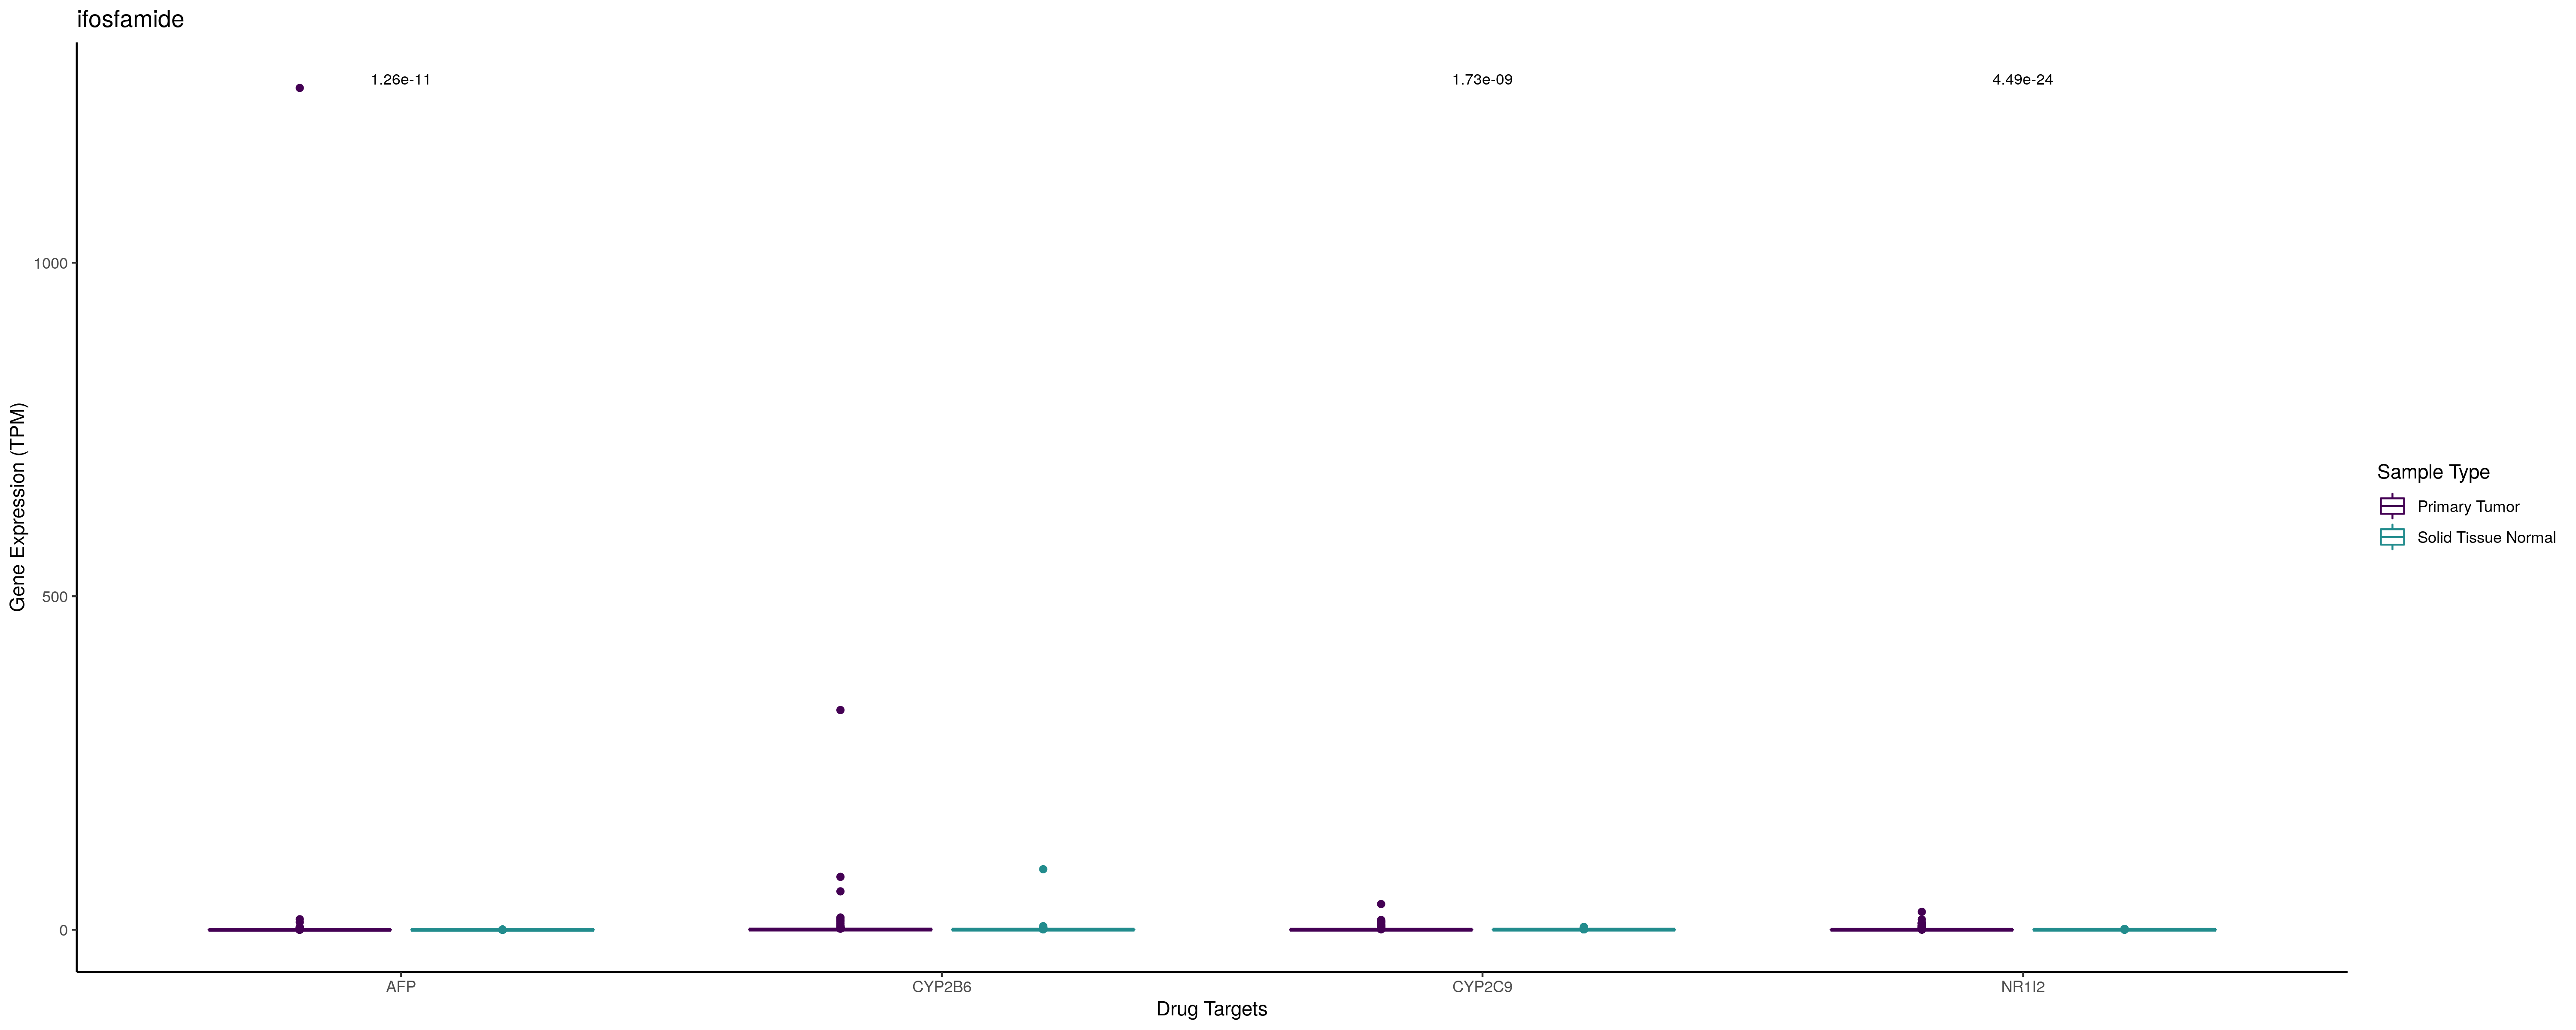 ifosfamide
1.26e-11
1.73e-09
4.49e-24
1000
500
0
Gene Expression (TPM)
AFP
CYP2B6
CYP2C9
NR1I2
Drug Targets
Sample Type
Primary Tumor
Solid Tissue Normal